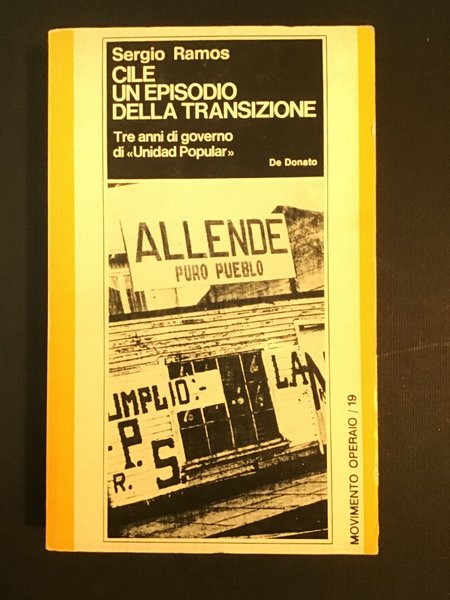 Sergio Ramos
CILE
UN EPISODIO
DELLA TRANSIZIONE
Tre anni di governo
di «Unidad Popular»
De Donato
ALLENDE
PURO PUEBLO
UMPLIO:-
LAN
.P.
R. S.
MOVIMENTO OPERAIO / 19